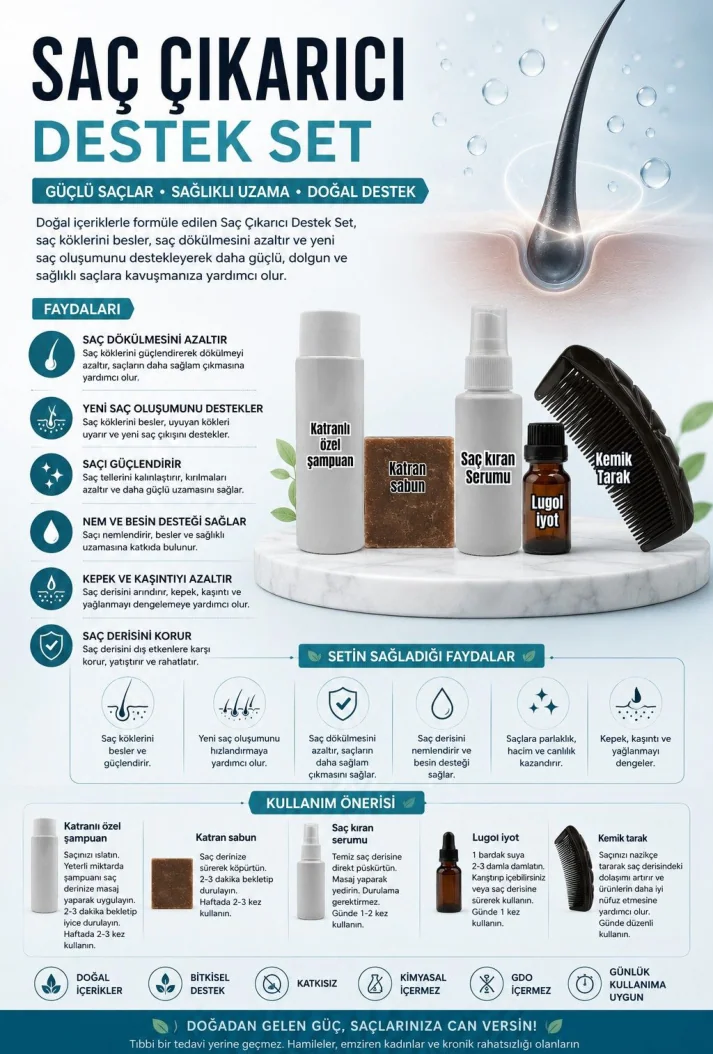 SAÇ ÇIKARICI
DESTEK SET
GÜÇLÜ SAÇLAR • SAĞLIKLI UZAMA • DOĞAL DESTEK
Doğal içeriklerle formüle edilen Saç Çıkarıcı Destek Set,
saç köklerini besler, saç dökülmesini azaltır ve yeni
saç oluşumunu destekleyerek daha güçlü, dolgun ve
sağlıklı saçlara kavuşmanıza yardımcı olur.
FAYDALARI
SAÇ DÖKÜLMESİNİ AZALTIR
Saç köklerini güçlendirerek dökülmeyi
azaltır, saçların daha sağlam çıkmasına
yardımcı olur.
YENİ SAÇ OLUŞUMUNU DESTEKLER
Saç köklerini besler, uyuyan kökleri
uyarır ve yeni saç çıkışını destekler.
SAÇI GÜÇLENDİRİR
Saç tellerini kalınlaştırır, kırılmaları
azaltır ve daha güçlü uzamasını sağlar.
NEM VE BESİN DESTEĞİ SAĞLAR
Saçı nemlendirir, besler ve sağlıklı
uzamasına katkıda bulunur.
KEPEK VE KAŞINTIYI AZALTIR
Saç derisini arındırır, kepek, kaşıntı ve
yağlanmayı dengelemeye yardımcı olur.
SAÇ DERİSİNİ KORUR
Saç derisini dış etkenlere karşı
korur, yatıştırır ve rahatlatır.
Katranlı
özel
şampuan
Katran
sabun
Saç kıran
Serumu
Lugol
iyot
Kemik
Tarak
SETİN SAĞLADIĞI FAYDALAR
Saç köklerini
besler ve
güçlendirir.
Yeni saç oluşumunu
hızlandırmaya
yardımcı olur.
Saç dökülmesini
azaltır, saçların
daha sağlam
çıkmasını sağlar.
Saç derisini
nemlendirir ve
besin desteği
sağlar.
Saçlara parlaklık,
hacim ve canlılık
kazandırır.
Kepek, kaşıntı ve
yağlanmayı
dengeler.
KULLANIM ÖNERİSİ
Katranlı özel
şampuan
Saçınızı ıslatın.
Yeterli miktarda
şampuanı saç
derinize masaj
yaparak uygulayın.
2-3 dakika bekletip
iyice durulayın.
Haftada 2-3 kez
kullanın.
Katran sabun
Saç derinize
sürerek köpürtün.
2-3 dakika bekletip
durulayın.
Haftada 2-3 kez
kullanın.
Saç kıran
serumu
Temiz saç derisine
direkt püskürtün.
Masaj yaparak
yedirin. Durulama
gerektirmez.
Günde 1-2 kez
kullanın.
Lugol iyot
1 bardak suya
2-3 damla damlatın.
Karıştırıp içebilirsiniz
veya saç derisine
sürerek kullanın.
Günde 1 kez
kullanın.
Kemik tarak
Saçınızı nazikçe
tararak saç derisindeki
dolaşımı artırır ve
ürünlerin daha iyi
nüfuz etmesine
yardımcı olur.
Günde düzenli
kullanın.
DOĞAL
İÇERİKLER
BİTKİSEL
DESTEK
KATKISIZ
KİMYASAL
İÇERMEZ
GDO
İÇERMEZ
GÜNLÜK
KULLANIMA
UYGUN
DOĞADAN GELEN GÜÇ, SAÇLARINIZA CAN VERSİN!
Tıbbi bir tedavi yerine geçmez. Hamileler, emziren kadınlar ve kronik rahatsızlığı olanların